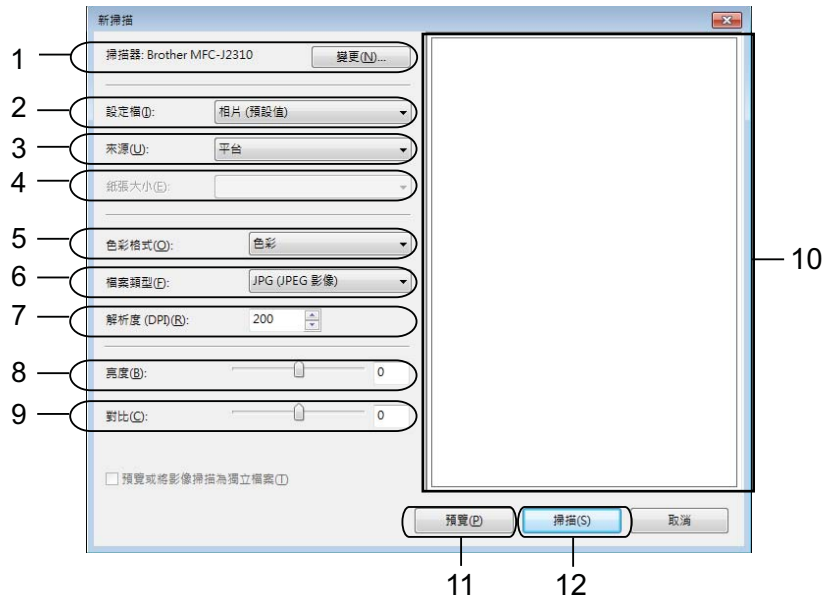 新掃描
1 掃描器: Brother MFC-J2310 變更(N)...
2 設定檔(I): 相片 (預設值)
3 來源(U): 平台
4 紙張大小(E):
5 色彩格式(O): 色彩
6 檔案類型(F): JPG (JPEG 影像)
7 解析度 (DPI)(R): 200
8 亮度(B): 0
9 對比(C): 0
10
預覽或將影像掃描為獨立檔案(T)
預覽(P) 掃描(S) 取消
11 12